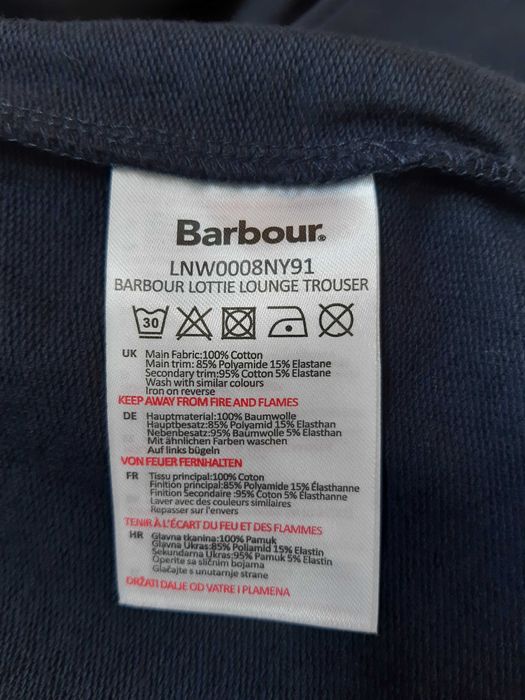 Barbour.
LNW0008NY91
BARBOUR LOTTIE LOUNGE TROUSER
30
UK Main Fabric:100% Cotton
Main trim: 85% Polyamide 15% Elastane
Secondary trim:95% Cotton 5% Elastane
Wash with similar colours
Iron on reverse
KEEP AWAY FROM FIRE AND FLAMES
DE Hauptmaterial:100% Baumwolle
Hauptbesatz:85% Polyamid 15% Elasthan
Nebenbesatz:95% Baumwolle 5% Elasthan
Mit ähnlichen Farben waschen
Auf links bügeln
VON FEUER FERNHALTEN
FR Tissu principal:100% Coton
Finition principal:85% Polyamide 15% Élasthanne
Finition Secondaire :95% Coton 5% Élasthanne
Laver avec des couleurs similaires
Repasser sur l'envers
TENIR À L'ÉCART DU FEU ET DES FLAMMES
HR Glavna tkanina:100% Pamuk
Glavna Ukras:85% Poliamid 15% Elastin
Sekundarna Ukras:95% Pamuk 5% Elastin
Operite sa sličnim bojama
Glačajte s unutarnje strane
DRŽATI DALJE OD VATRE I PLAMENA